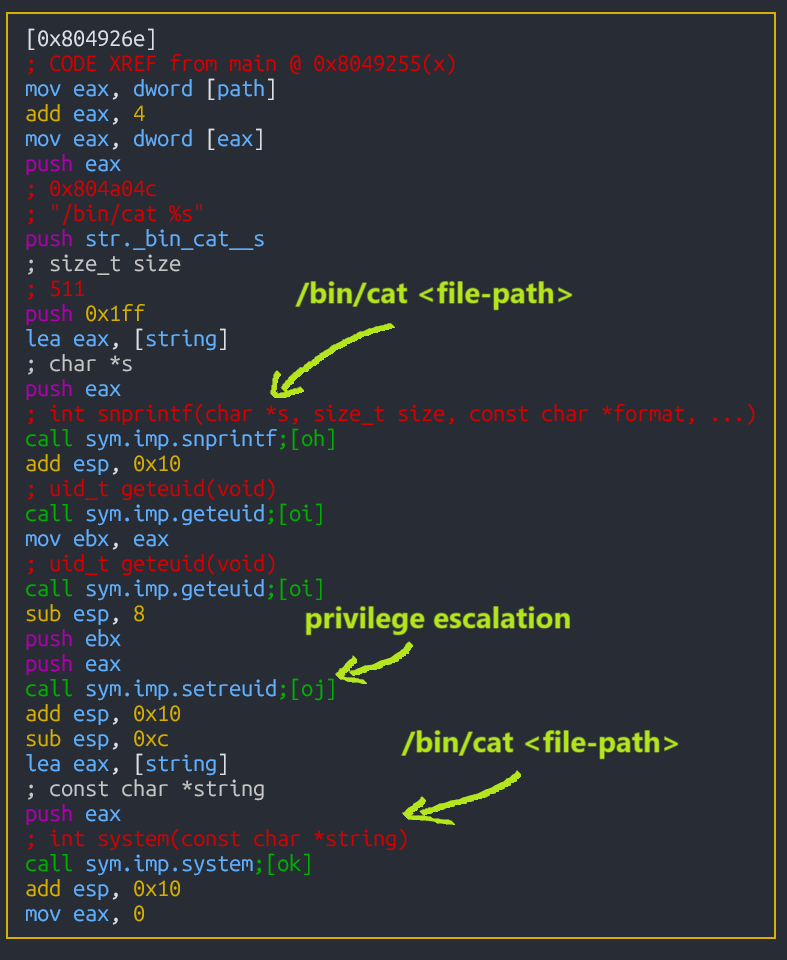 [0x804926e]
; CODE XREF from main @ 0x8049255(x)
mov eax, dword [path]
add eax, 4
mov eax, dword [eax]
push eax
; 0x804a04c
; "/bin/cat %s"
push str._bin_cat__s
; size_t size
; 511
/bin/cat <file-path>
push 0x1ff
lea eax, [string]
; char *s
push eax
; int snprintf(char *s, size_t size, const char *format, ...)
call sym.imp.snprintf;[oh]
add esp, 0x10
; uid_t geteuid(void)
call sym.imp.geteuid;[oi]
mov ebx, eax
; uid_t geteuid(void)
call sym.imp.geteuid;[oi]
sub esp, 8
privilege escalation
push ebx
push eax
call sym.imp.setreuid;[oj]
add esp, 0x10
sub esp, 0xc
/bin/cat <file-path>
lea eax, [string]
; const char *string
push eax
; int system(const char *string)
call sym.imp.system;[ok]
add esp, 0x10
mov eax, 0